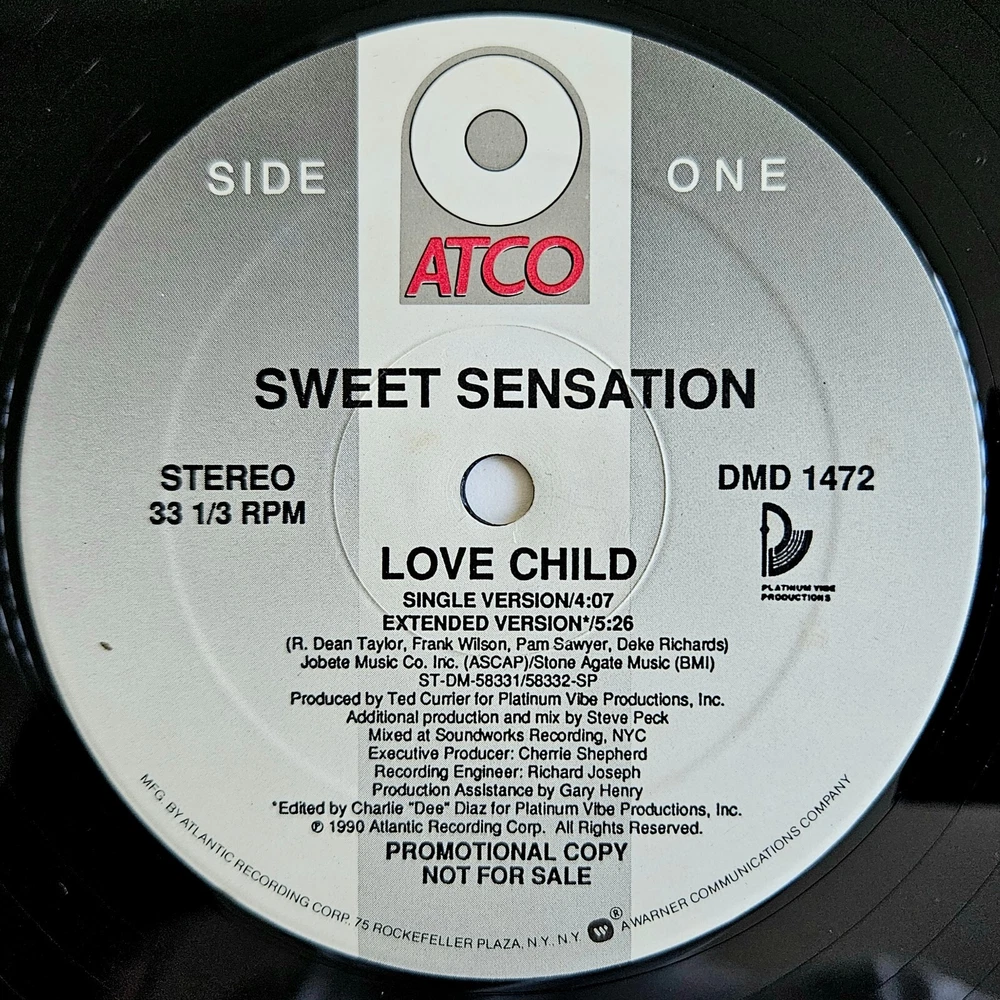 SIDE ONE
ATCO
SWEET SENSATION
STEREO
33 1/3 RPM
DMD 1472
PLATINUM VIBE
PRODUCTIONS
LOVE CHILD
SINGLE VERSION/4:07
EXTENDED VERSION*/5:26
(R. Dean Taylor, Frank Wilson, Pam Sawyer, Deke Richards)
Jobete Music Co. Inc. (ASCAP)/Stone Agate Music (BMI)
ST-DM-58331/58332-SP
Produced by Ted Currier for Platinum Vibe Productions, Inc.
Additional production and mix by Steve Peck
Mixed at Soundworks Recording, NYC
Executive Producer: Cherrie Shepherd
Recording Engineer: Richard Joseph
Production Assistance by Gary Henry
*Edited by Charlie "Dee" Diaz for Platinum Vibe Productions, Inc.
℗ 1990 Atlantic Recording Corp. All Rights Reserved.
PROMOTIONAL COPY
NOT FOR SALE
MFG. BY ATLANTIC RECORDING CORP., 75 ROCKEFELLER PLAZA, N.Y., N.Y. ® A WARNER COMMUNICATIONS COMPANY